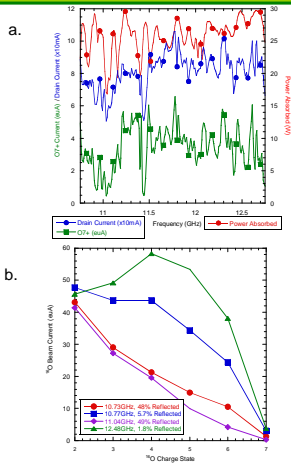 a.
12
10
8
6
4
2
0
30
25
20
15
10
5
0
11
11.5
12
12.5
O7+ Current (euA) / Drain Current (x10mA)
Power Absorbed (W)
Frequency (GHz)
Drain Current (x10mA)
O7+ (euA)
Power Absorbed
b.
60
50
40
30
20
10
0
2 3 4 5 6 7
¹⁶O Beam Current (euA)
¹⁶O Charge State
10.73GHz, 48% Reflected
10.77GHz, 5.7% Reflected
11.04GHz, 49% Reflected
12.48GHz, 1.8% Reflected